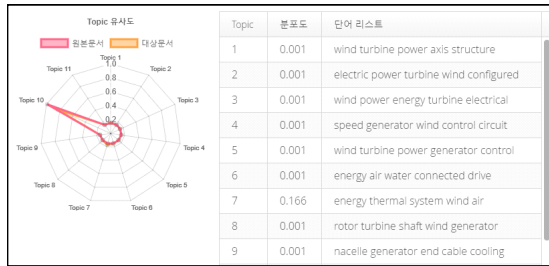 Topic 유사도
원본문서 대상문서
Topic 1
Topic 2
Topic 3
Topic 4
Topic 5
Topic 6
Topic 7
Topic 8
Topic 9
Topic 10
Topic 11
1.0
0.8
0.6
0.4
0.2
Topic 분포도 단어 리스트
1 0.001 wind turbine power axis structure
2 0.001 electric power turbine wind configured
3 0.001 wind power energy turbine electrical
4 0.001 speed generator wind control circuit
5 0.001 wind turbine power generator control
6 0.001 energy air water connected drive
7 0.166 energy thermal system wind air
8 0.001 rotor turbine shaft wind generator
9 0.001 nacelle generator end cable cooling